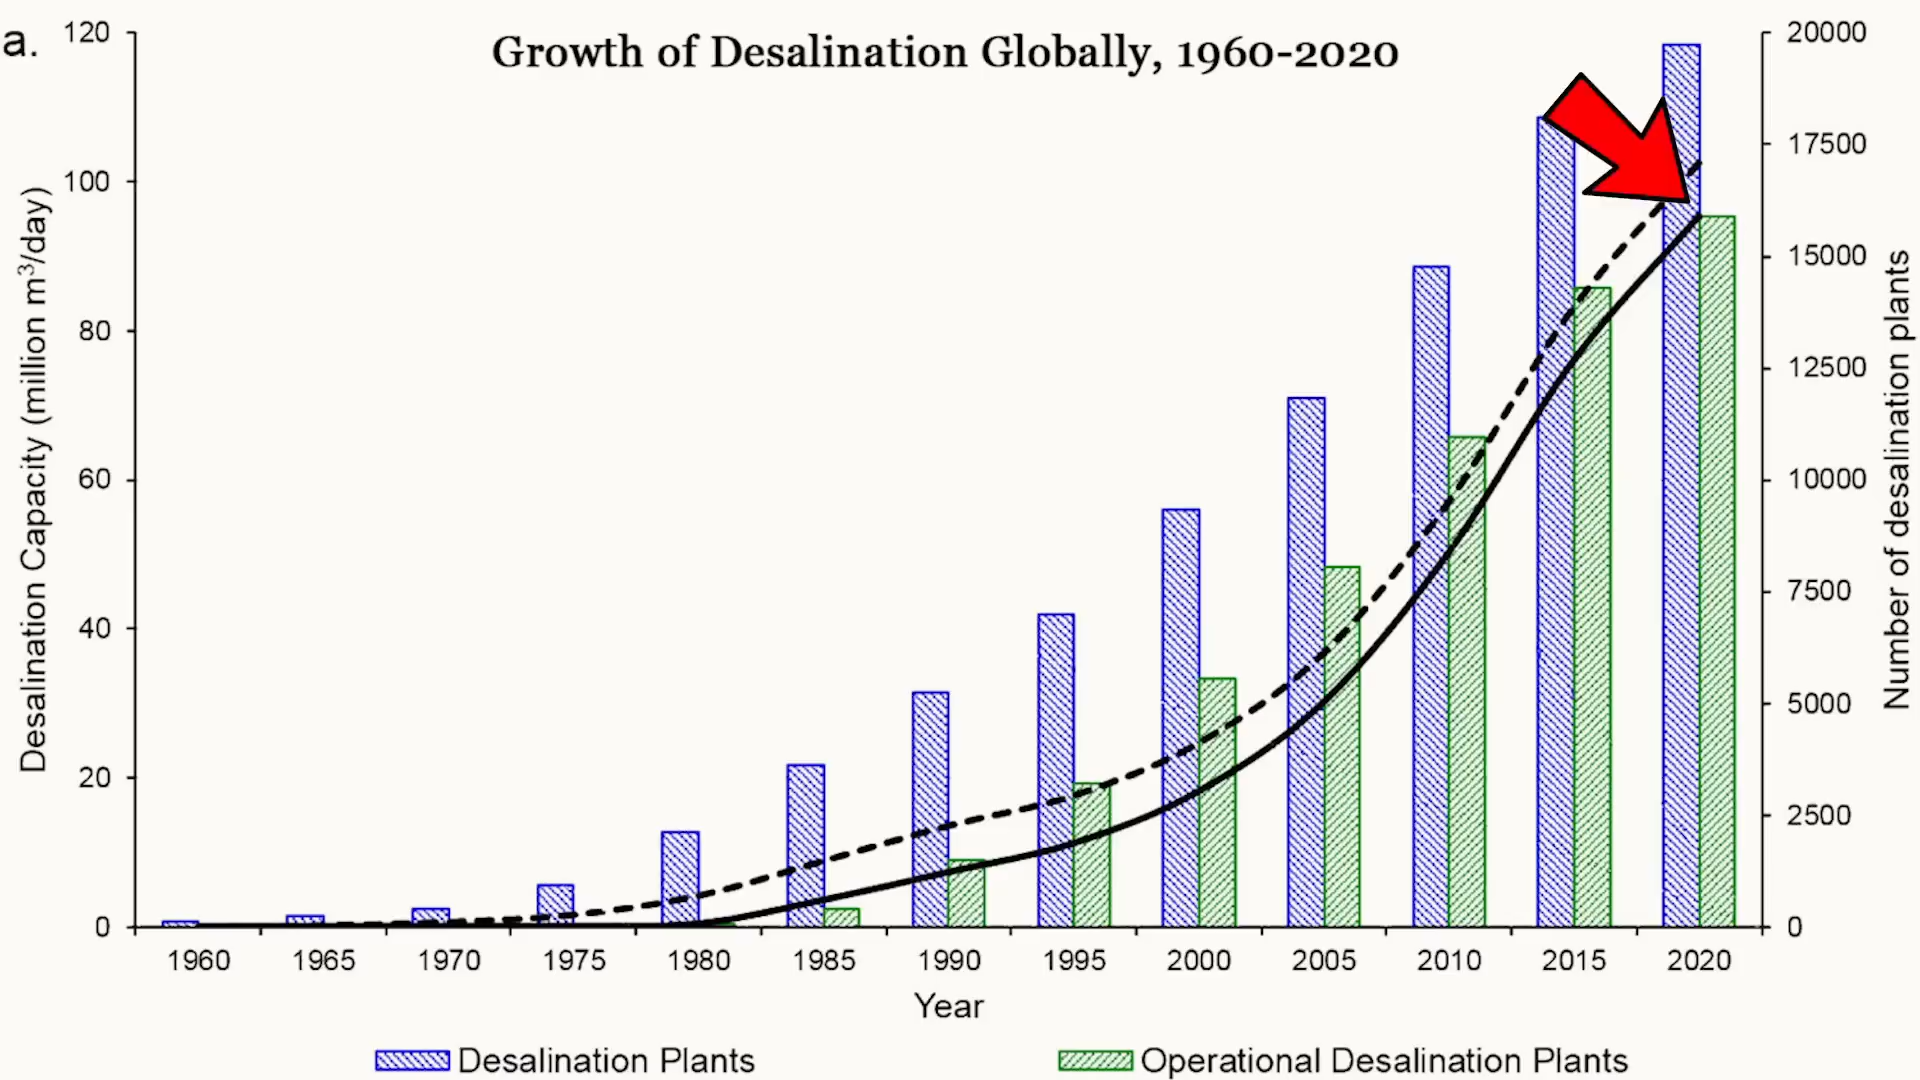 a.
Growth of Desalination Globally, 1960-2020
Desalination Capacity (million m³/day)
120
100
80
60
40
20
0
20000
17500
15000
12500
10000
7500
5000
2500
0
Number of desalination plants
1960 1965 1970 1975 1980 1985 1990 1995 2000 2005 2010 2015 2020
Year
Desalination Plants
Operational Desalination Plants